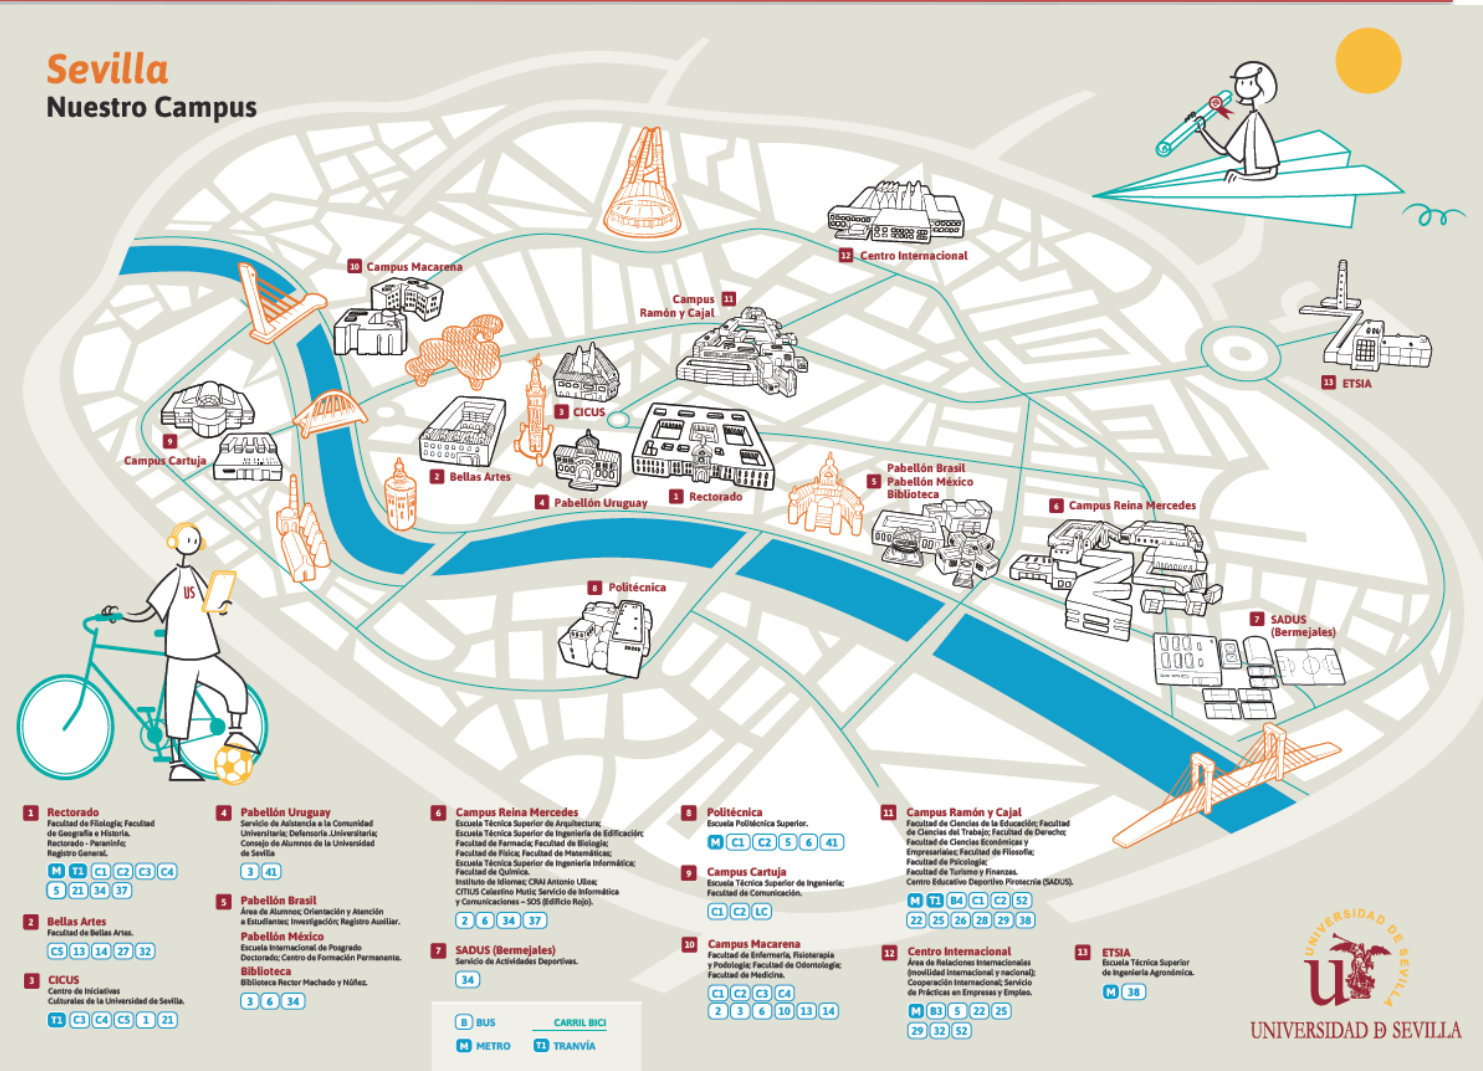 Sevilla
Nuestro Campus
10 Campus Macarena
12 Centro Internacional
Campus 11
Ramón y Cajal
13 ETSIA
3 CICUS
9
Campus Cartuja
2 Bellas Artes
4 Pabellón Uruguay
1 Rectorado
Pabellón Brasil
5 Pabellón México
Biblioteca
6 Campus Reina Mercedes
8 Politécnica
7 SADUS
(Bermejales)
US
1 Rectorado
Facultad de Filología; Facultad
de Geografía e Historia.
Rectorado - Paraninfo;
Registro General.
M T1 C1 C2 C3 C4
5 21 34 37
2 Bellas Artes
Facultad de Bellas Artes.
C5 13 14 27 32
3 CICUS
Centro de Iniciativas
Culturales de la Universidad de Sevilla.
T1 C3 C4 C5 1 21
4 Pabellón Uruguay
Servicio de Asistencia a la Comunidad
Universitaria; Defensoría .Universitaria;
Consejo de Alumnos de la Universidad
de Sevilla
3 41
5 Pabellón Brasil
Área de Alumnos; Orientación y Atención
a Estudiantes; Investigación; Registro Auxiliar.
Pabellón México
Escuela Internacional de Posgrado
Doctorado; Centro de Formación Permanente.
Biblioteca
Biblioteca Rector Machado y Núñez.
3 6 34
6 Campus Reina Mercedes
Escuela Técnica Superior de Arquitectura;
Escuela Técnica Superior de Ingeniería de Edificación;
Facultad de Farmacia; Facultad de Biología;
Facultad de Física; Facultad de Matemáticas;
Escuela Técnica Superior de Ingeniería Informática;
Facultad de Química.
Instituto de Idiomas; CRAI Antonio Ulloa;
CITIUS Celestino Mutis; Servicio de Informática
y Comunicaciones – SOS (Edificio Rojo).
2 6 34 37
7 SADUS (Bermejales)
Servicio de Actividades Deportivas.
34
B BUS CARRIL BICI
M METRO T1 TRANVÍA
8 Politécnica
Escuela Politécnica Superior.
M C1 C2 5 6 41
9 Campus Cartuja
Escuela Técnica Superior de Ingeniería;
Facultad de Comunicación.
C1 C2 LC
10 Campus Macarena
Facultad de Enfermería, Fisioterapia
y Podología; Facultad de Odontología;
Facultad de Medicina.
C1 C2 C3 C4
2 3 6 10 13 14
11 Campus Ramón y Cajal
Facultad de Ciencias de la Educación; Facultad
de Ciencias del Trabajo; Facultad de Derecho;
Facultad de Ciencias Económicas y
Empresariales; Facultad de Filosofía;
Facultad de Psicología;
Facultad de Turismo y Finanzas.
Centro Educativo Deportivo Pirotecnia (SADUS).
M T1 B4 C1 C2 52
22 25 26 28 29 38
12 Centro Internacional
Área de Relaciones Internacionales
(movilidad internacional y nacional);
Cooperación Internacional; Servicio
de Prácticas en Empresas y Empleo.
M B3 5 22 25
29 32 52
13 ETSIA
Escuela Técnica Superior
de Ingeniería Agronómica.
M 38
UNIVERSIDAD DE SEVILLA
us
UNIVERSIDAD DE SEVILLA